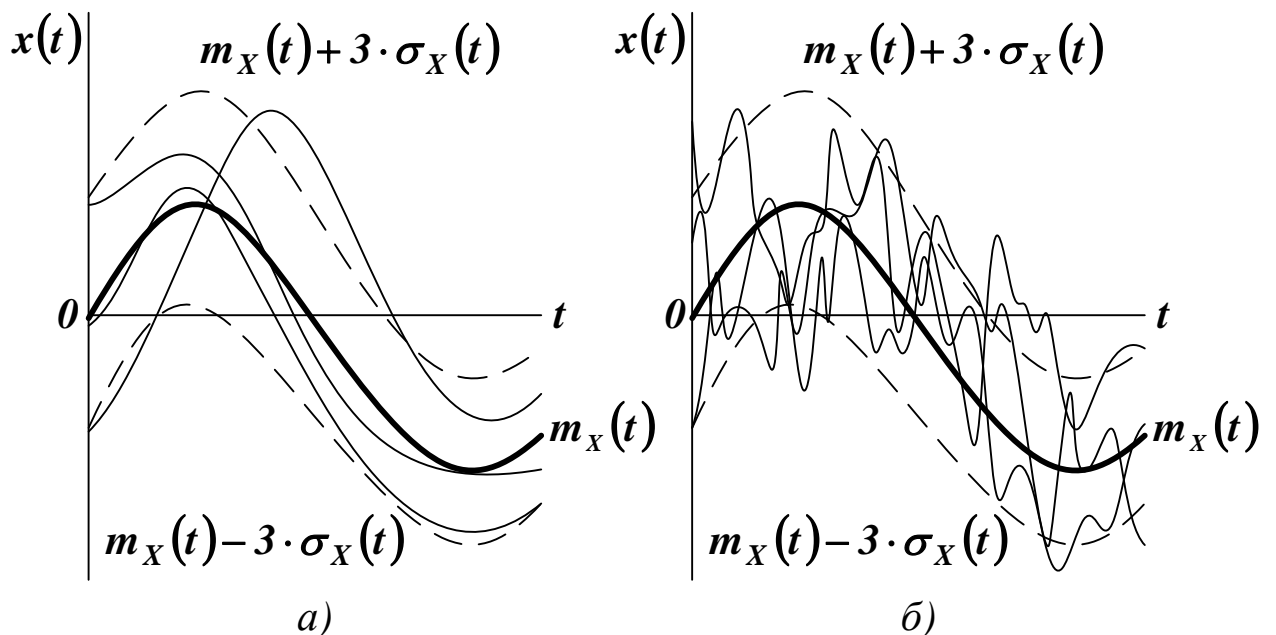 x(t)
m_X(t)+3·σ_X(t)
0
t
m_X(t)
m_X(t)−3·σ_X(t)
а)
x(t)
m_X(t)+3·σ_X(t)
0
t
m_X(t)
m_X(t)−3·σ_X(t)
б)